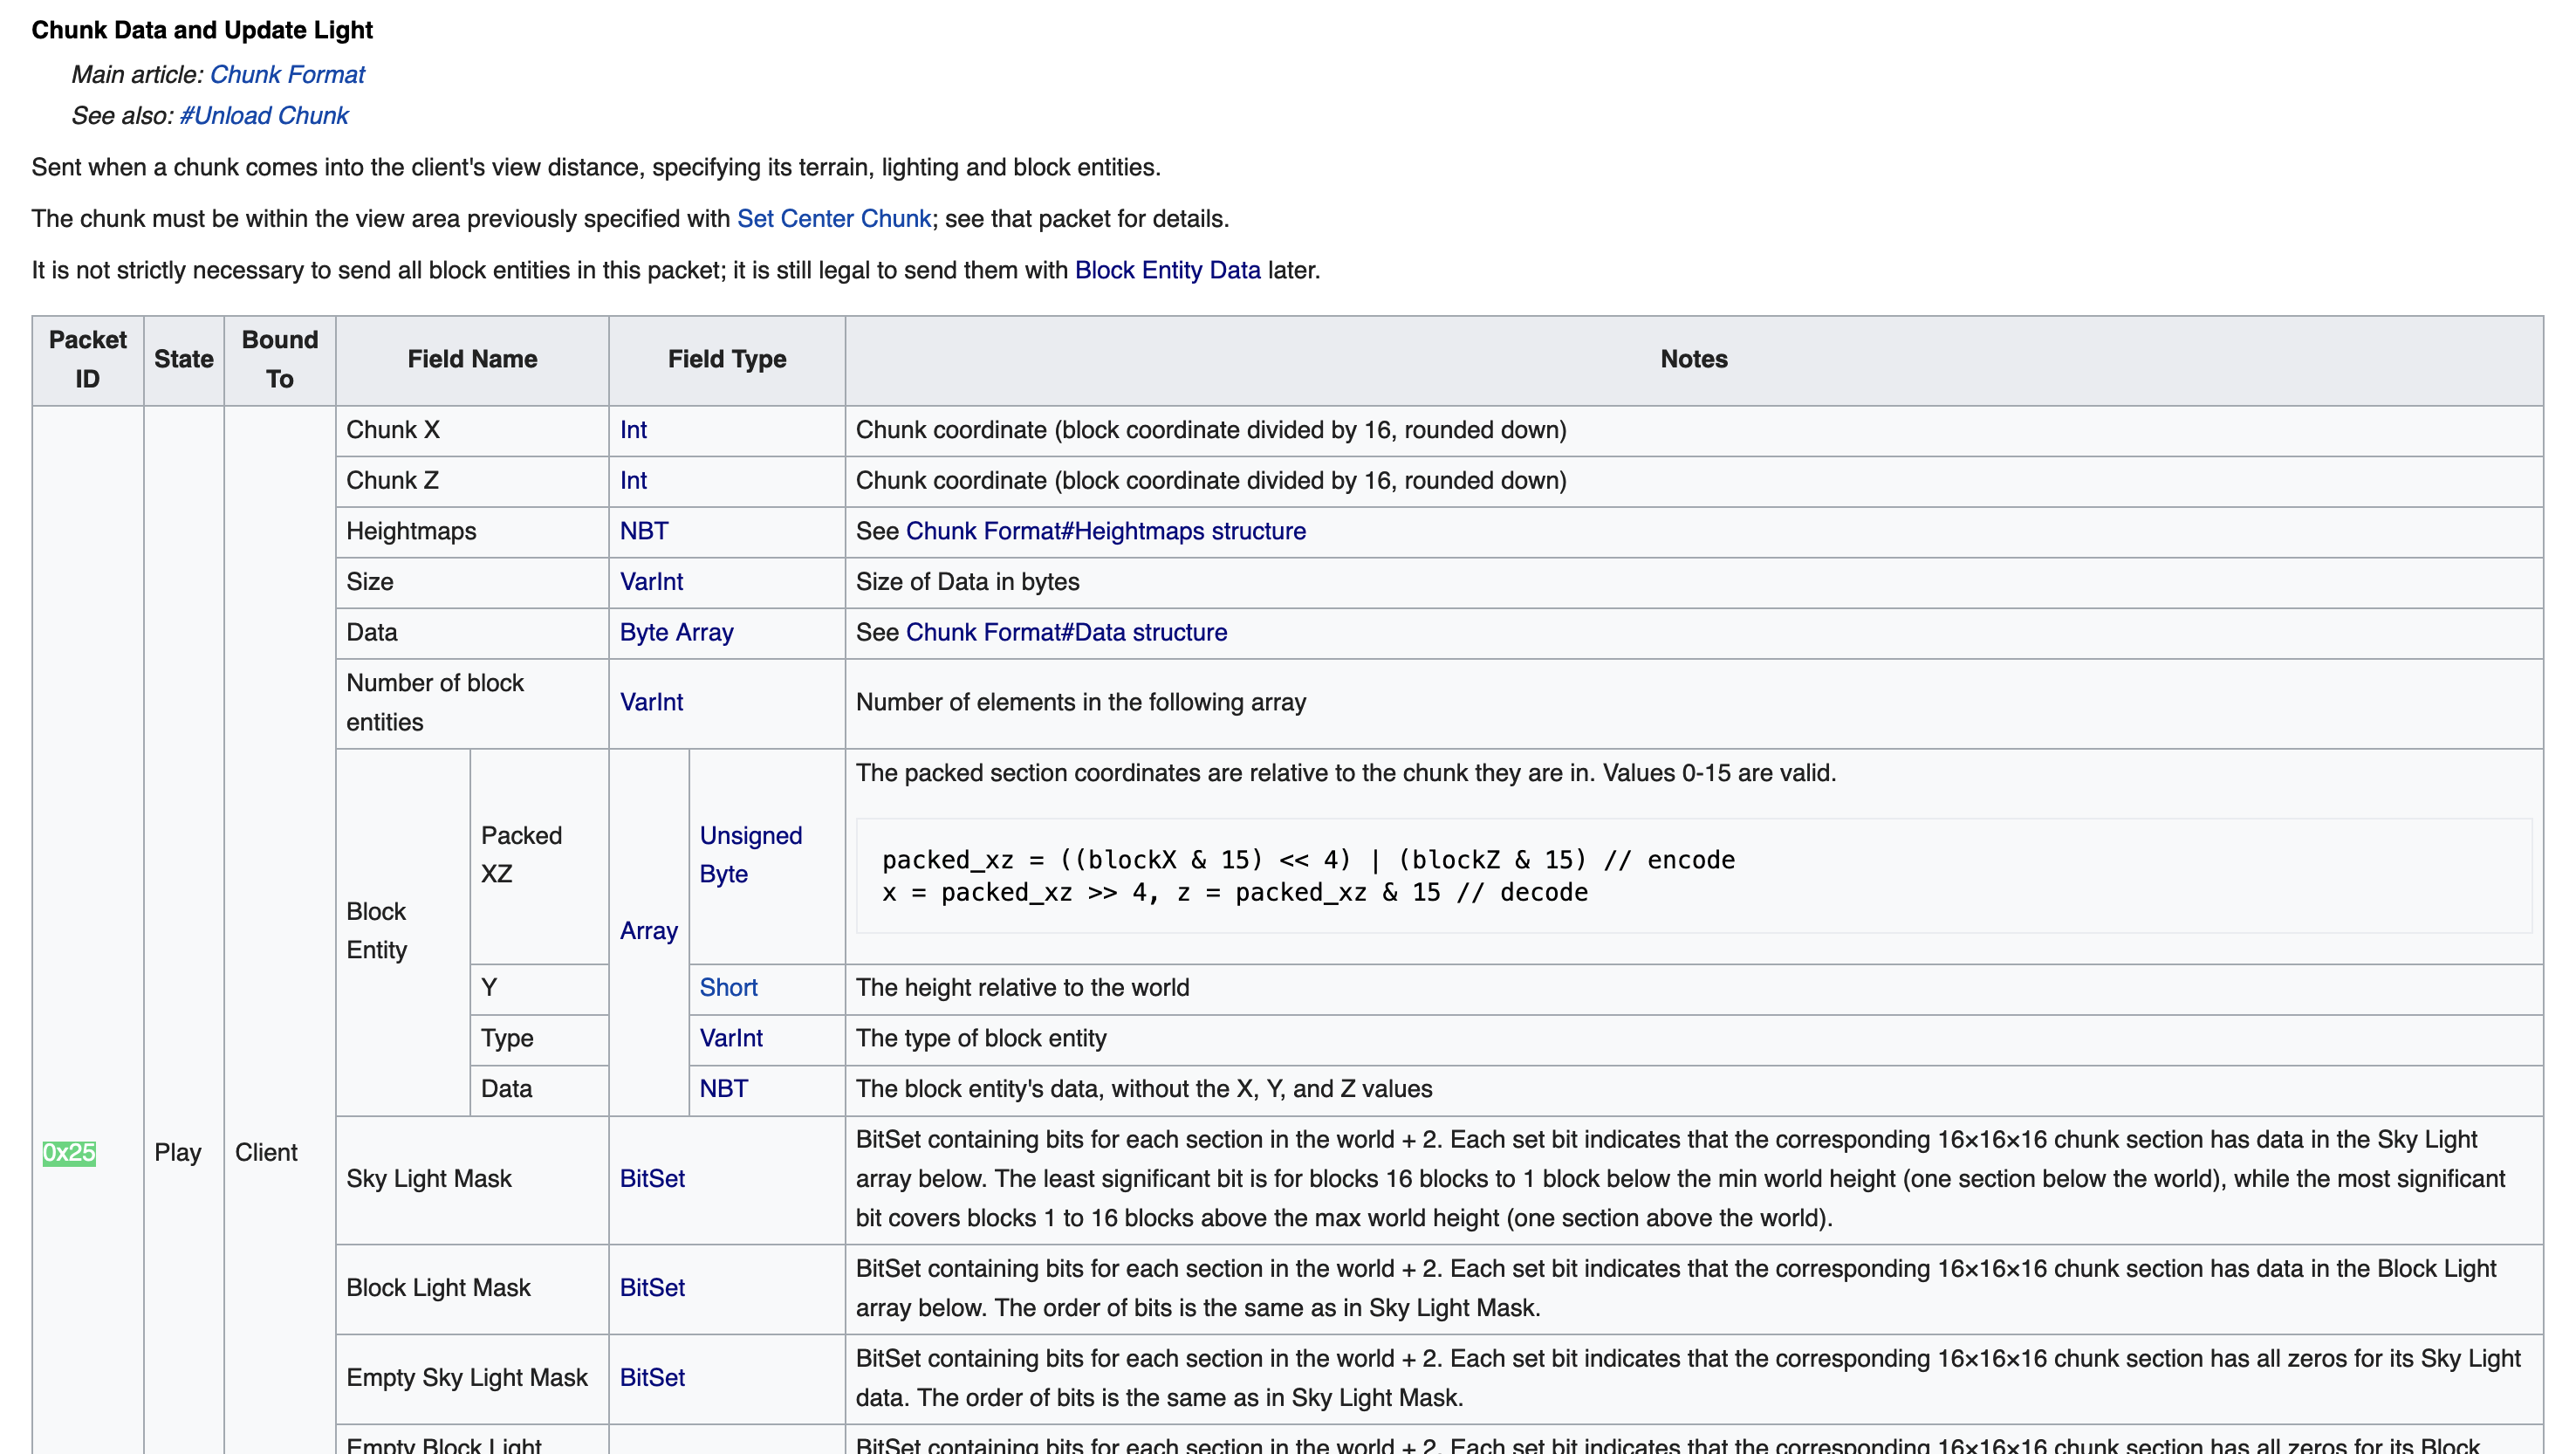 Chunk Data and Update Light
Main article: Chunk Format
See also: #Unload Chunk
Sent when a chunk comes into the client's view distance, specifying its terrain, lighting and block entities.
The chunk must be within the view area previously specified with Set Center Chunk; see that packet for details.
It is not strictly necessary to send all block entities in this packet; it is still legal to send them with Block Entity Data later.
Packet ID State Bound To Field Name Field Type Notes
0x25 Play Client
Chunk X Int Chunk coordinate (block coordinate divided by 16, rounded down)
Chunk Z Int Chunk coordinate (block coordinate divided by 16, rounded down)
Heightmaps NBT See Chunk Format#Heightmaps structure
Size VarInt Size of Data in bytes
Data Byte Array See Chunk Format#Data structure
Number of block entities VarInt Number of elements in the following array
Block Entity Array
Packed XZ Unsigned Byte The packed section coordinates are relative to the chunk they are in. Values 0-15 are valid.
packed_xz = ((blockX & 15) << 4) | (blockZ & 15) // encode
x = packed_xz >> 4, z = packed_xz & 15 // decode
Y Short The height relative to the world
Type VarInt The type of block entity
Data NBT The block entity's data, without the X, Y, and Z values
Sky Light Mask BitSet BitSet containing bits for each section in the world + 2. Each set bit indicates that the corresponding 16×16×16 chunk section has data in the Sky Light
array below. The least significant bit is for blocks 16 blocks to 1 block below the min world height (one section below the world), while the most significant
bit covers blocks 1 to 16 blocks above the max world height (one section above the world).
Block Light Mask BitSet BitSet containing bits for each section in the world + 2. Each set bit indicates that the corresponding 16×16×16 chunk section has data in the Block Light
array below. The order of bits is the same as in Sky Light Mask.
Empty Sky Light Mask BitSet BitSet containing bits for each section in the world + 2. Each set bit indicates that the corresponding 16×16×16 chunk section has all zeros for its Sky Light
data. The order of bits is the same as in Sky Light Mask.
Empty Block Light BitSet containing bits for each section in the world + 2. Each set bit indicates that the corresponding 16×16×16 chunk section has all zeros for its Block